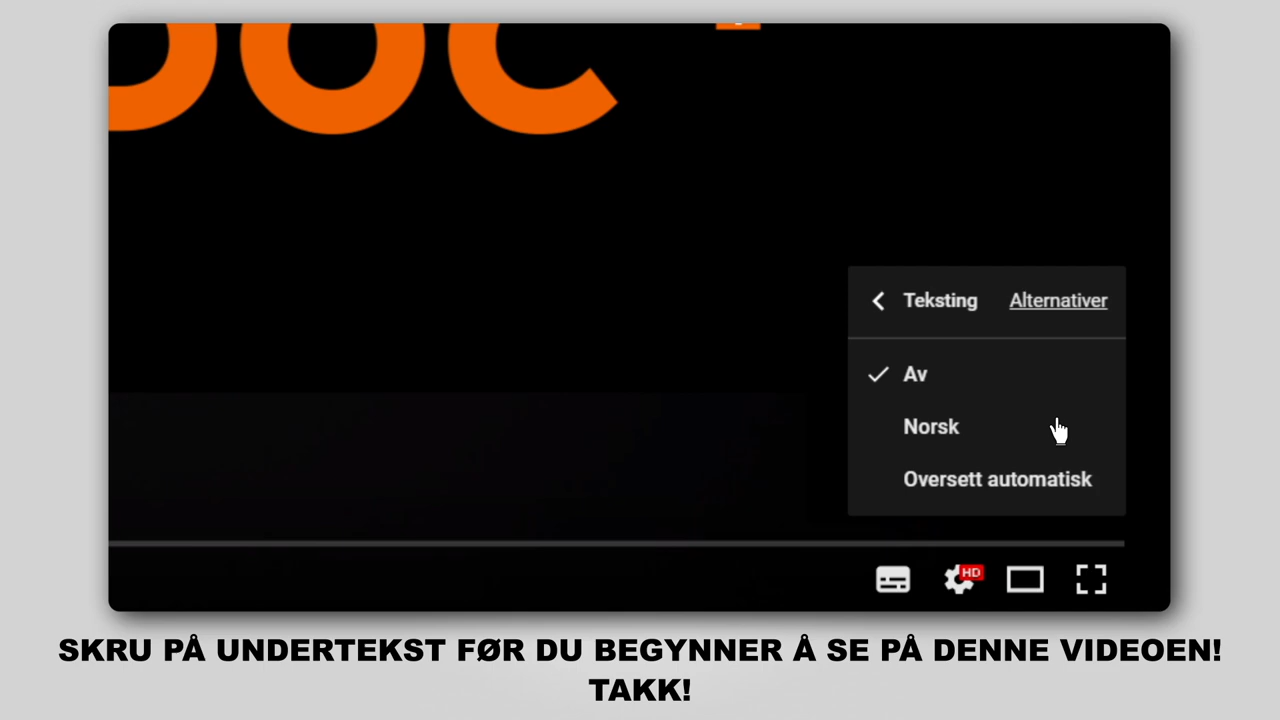 Teksting Alternativer
Av
Norsk
Oversett automatisk
HD
SKRU PÅ UNDERTEKST FØR DU BEGYNNER Å SE PÅ DENNE VIDEOEN!
TAKK!